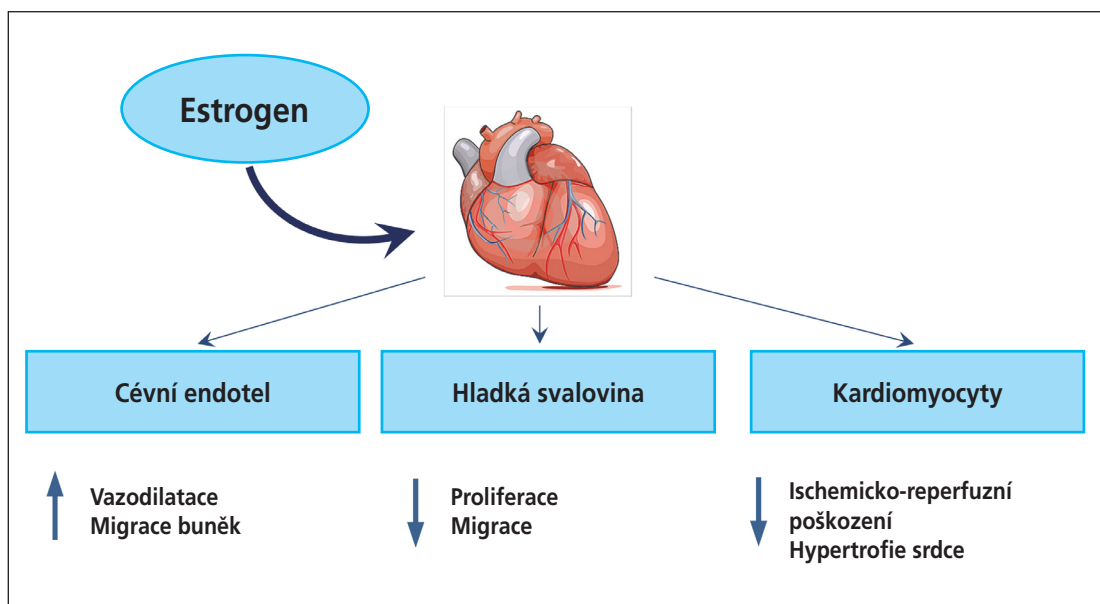 Estrogen
Cévní endotel
Hladká svalovina
Kardiomyocyty
Vazodilatace
Migrace buněk
Proliferace
Migrace
Ischemicko-reperfuzní
poškození
Hypertrofie srdce